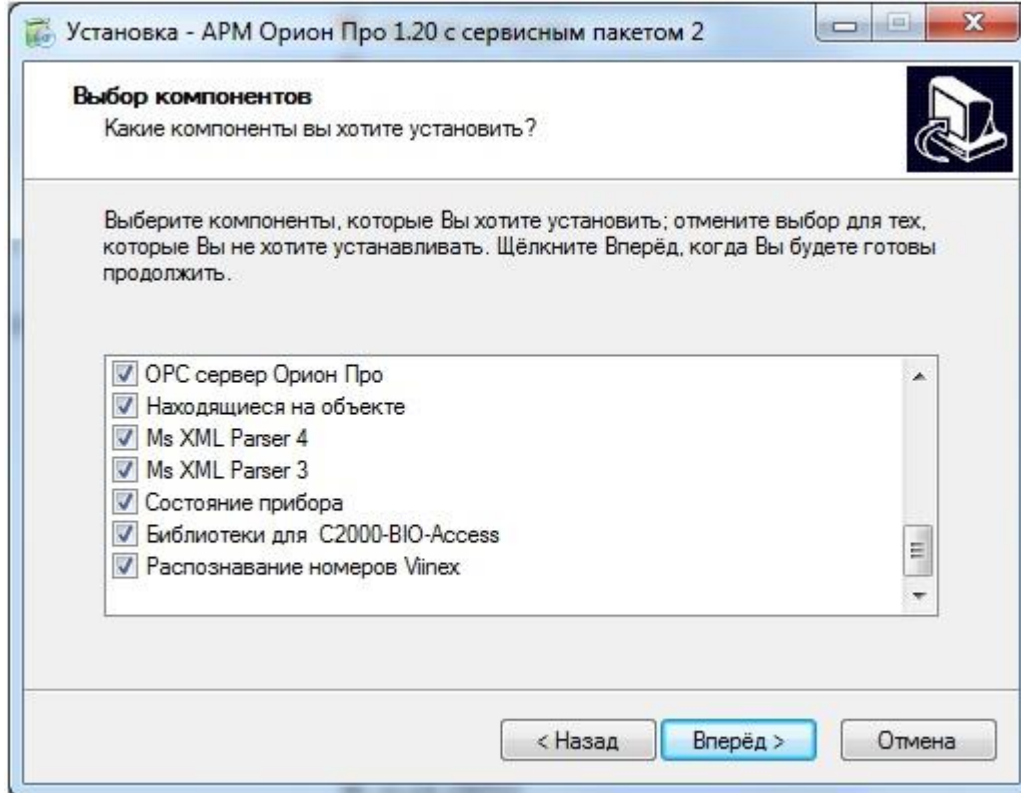 Установка - АРМ Орион Про 1.20 с сервисным пакетом 2
Выбор компонентов
Какие компоненты вы хотите установить?
Выберите компоненты, которые Вы хотите установить; отмените выбор для тех,
которые Вы не хотите устанавливать. Щёлкните Вперёд, когда Вы будете готовы
продолжить.
OPC сервер Орион Про
Находящиеся на объекте
Ms XML Parser 4
Ms XML Parser 3
Состояние прибора
Библиотеки для  C2000-BIO-Access
Распознавание номеров Viinex
< Назад
Вперёд >
Отмена